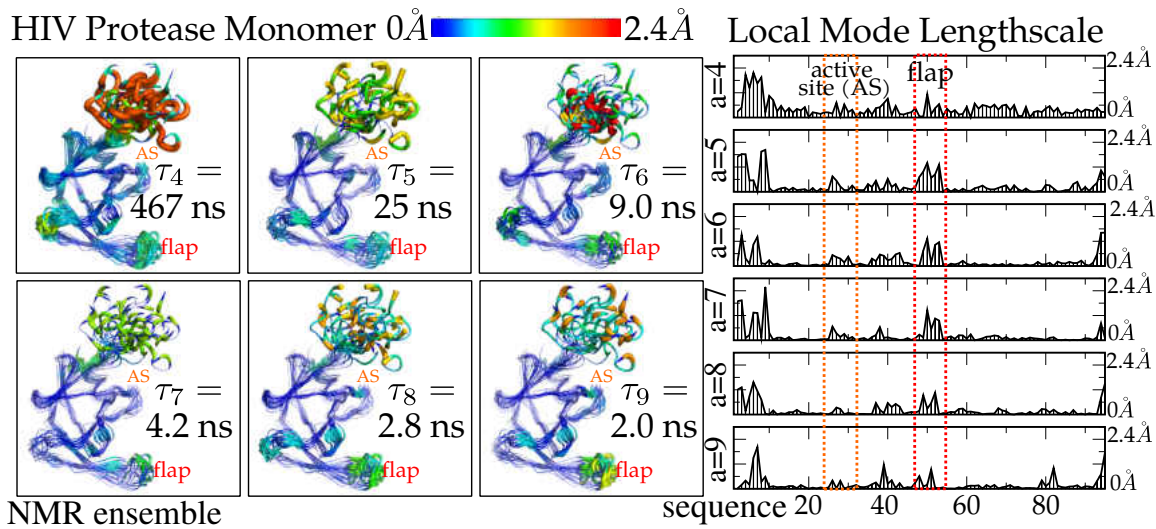 HIV Protease Monomer 0Å 2.4Å
AS
τ4 =
467 ns
flap
AS
τ5 =
25 ns
flap
AS
τ6 =
9.0 ns
flap
AS
τ7 =
4.2 ns
flap
AS
τ8 =
2.8 ns
flap
AS
τ9 =
2.0 ns
flap
NMR ensemble
Local Mode Lengthscale
active
site (AS)
flap
a=4
2.4Å
0Å
a=5
2.4Å
0Å
a=6
2.4Å
0Å
a=7
2.4Å
0Å
a=8
2.4Å
0Å
a=9
2.4Å
0Å
sequence 20 40 60 80